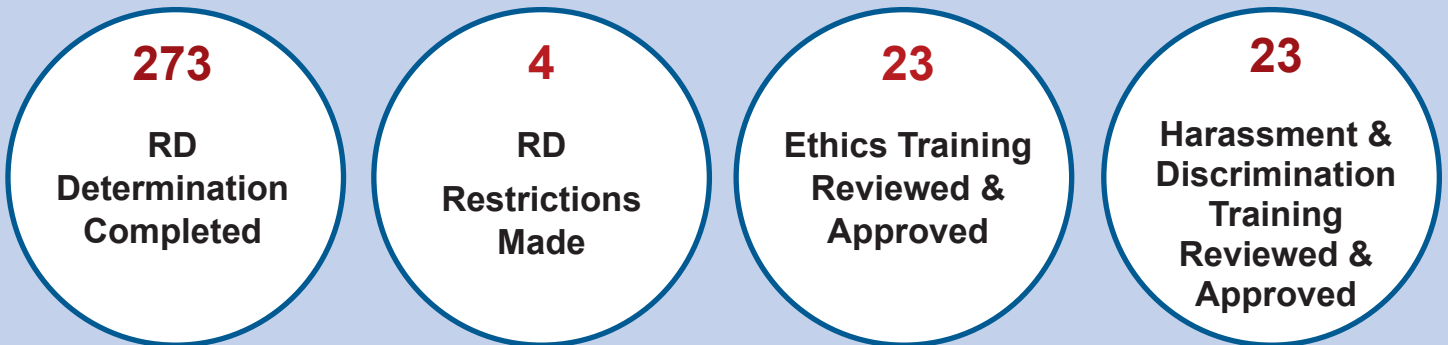 273
RD
Determination
Completed
4
RD
Restrictions
Made
23
Ethics Training
Reviewed &
Approved
23
Harassment &
Discrimination
Training
Reviewed &
Approved